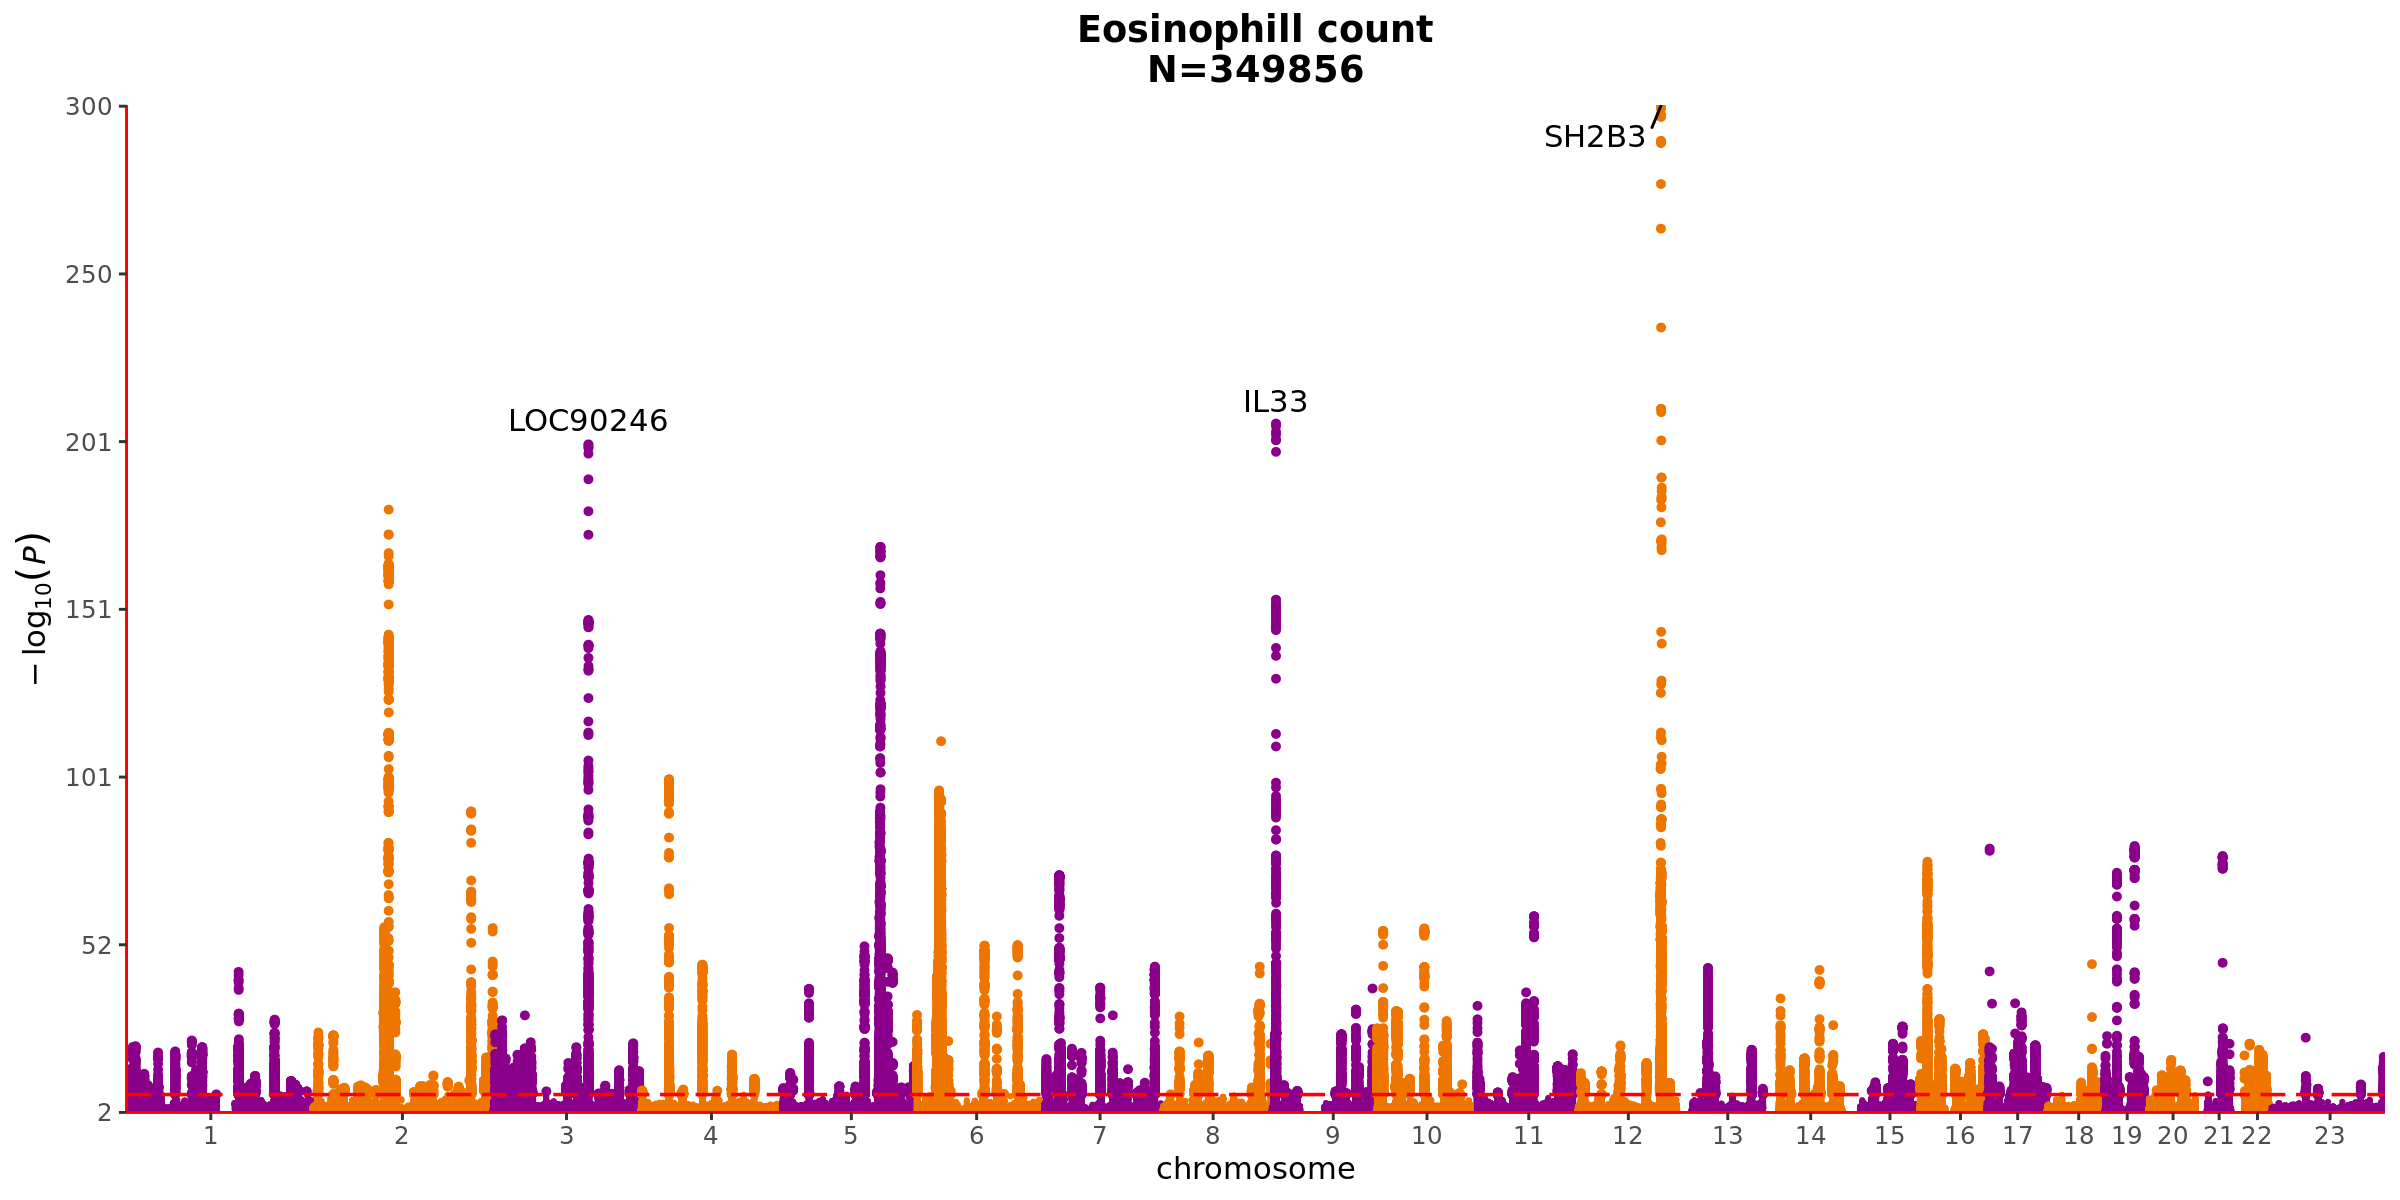 Eosinophill count
N=349856
300
SH2B3
250
IL33
LOC90246
201
151
− log10(P)
101
52
2
1 2 3 4 5 6 7 8 9 10 11 12 13 14 15 16 17 18 19 20 21 22 23
chromosome